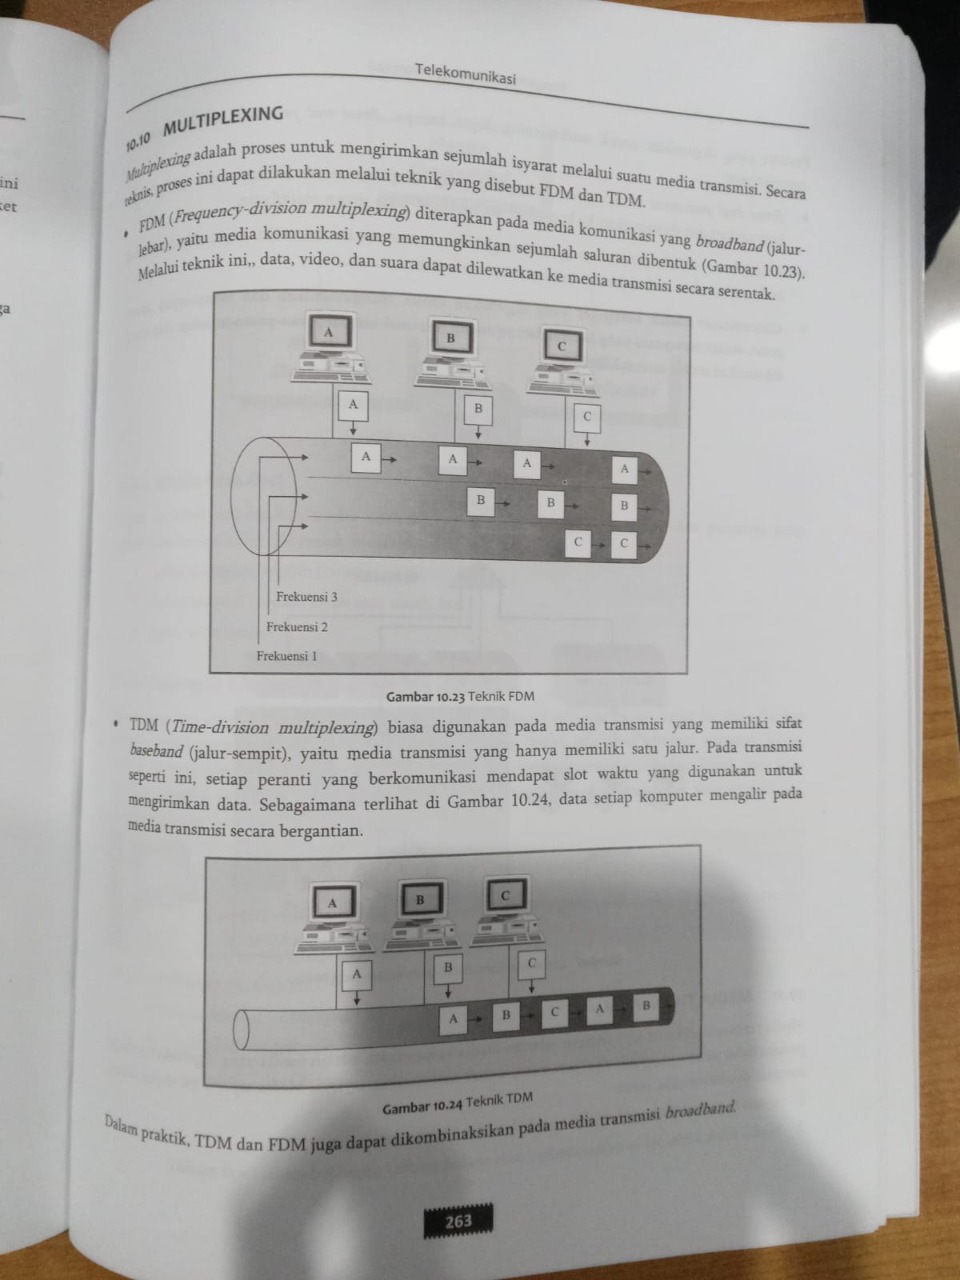 ini
ket
ga
Telekomunikasi
10.10 MULTIPLEXING
Multiplexing adalah proses untuk mengirimkan sejumlah isyarat melalui suatu media transmisi. Secara
teknis, proses ini dapat dilakukan melalui teknik yang disebut FDM dan TDM.
• FDM (Frequency-division multiplexing) diterapkan pada media komunikasi yang broadband (jalur-
lebar), yaitu media komunikasi yang memungkinkan sejumlah saluran dibentuk (Gambar 10.23).
Melalui teknik ini,, data, video, dan suara dapat dilewatkan ke media transmisi secara serentak.
A B C
A B C
A A A A
B B B
C C
Frekuensi 3
Frekuensi 2
Frekuensi 1
Gambar 10.23 Teknik FDM
• TDM (Time-division multiplexing) biasa digunakan pada media transmisi yang memiliki sifat
baseband (jalur-sempit), yaitu media transmisi yang hanya memiliki satu jalur. Pada transmisi
seperti ini, setiap peranti yang berkomunikasi mendapat slot waktu yang digunakan untuk
mengirimkan data. Sebagaimana terlihat di Gambar 10.24, data setiap komputer mengalir pada
media transmisi secara bergantian.
A B C
A B C
A B C A B
Gambar 10.24 Teknik TDM
Dalam praktik, TDM dan FDM juga dapat dikombinaksikan pada media transmisi broadband.
263